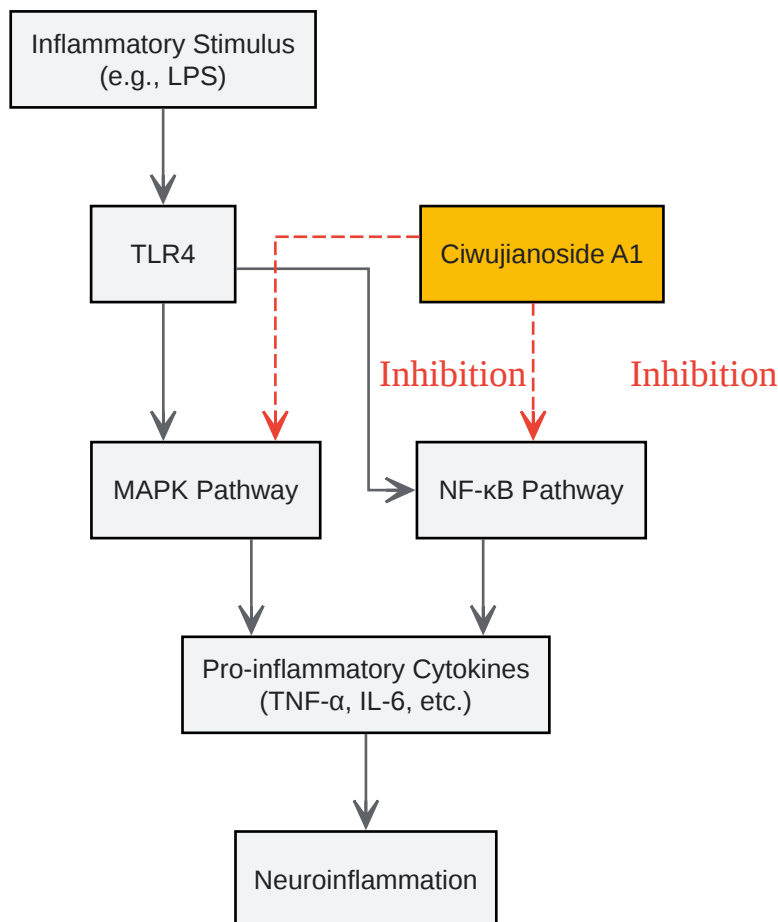 Inflammatory Stimulus
(e.g., LPS)
TLR4
Ciwujianoside A1
Inhibition
Inhibition
MAPK Pathway
NF-κB Pathway
Pro-inflammatory Cytokines
(TNF-α, IL-6, etc.)
Neuroinflammation